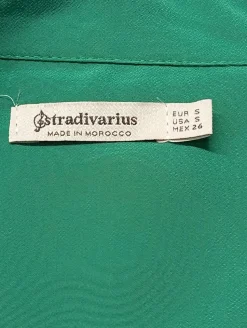 stradivarius
MADE IN MOROCCO
EUR S
USA S
MEX 26